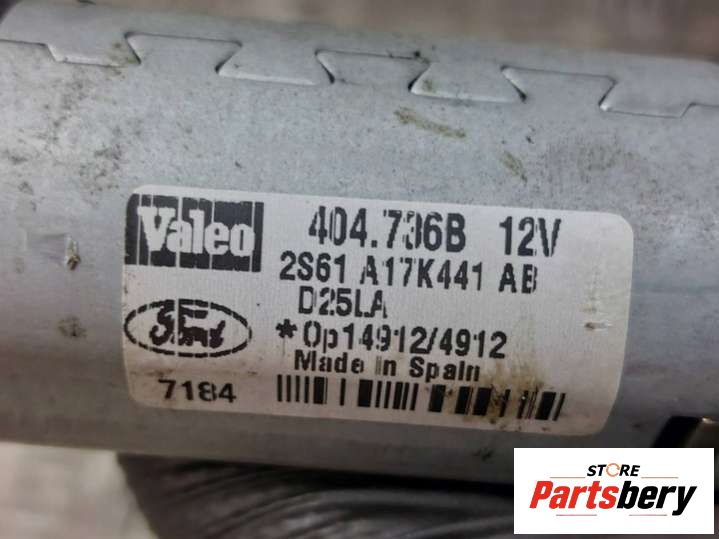 Valeo 404.736B 12V
2S61 A17K441 AB
D25LA
Ford *0p14912/4912
Made in Spain
7184
STORE
Partsbery